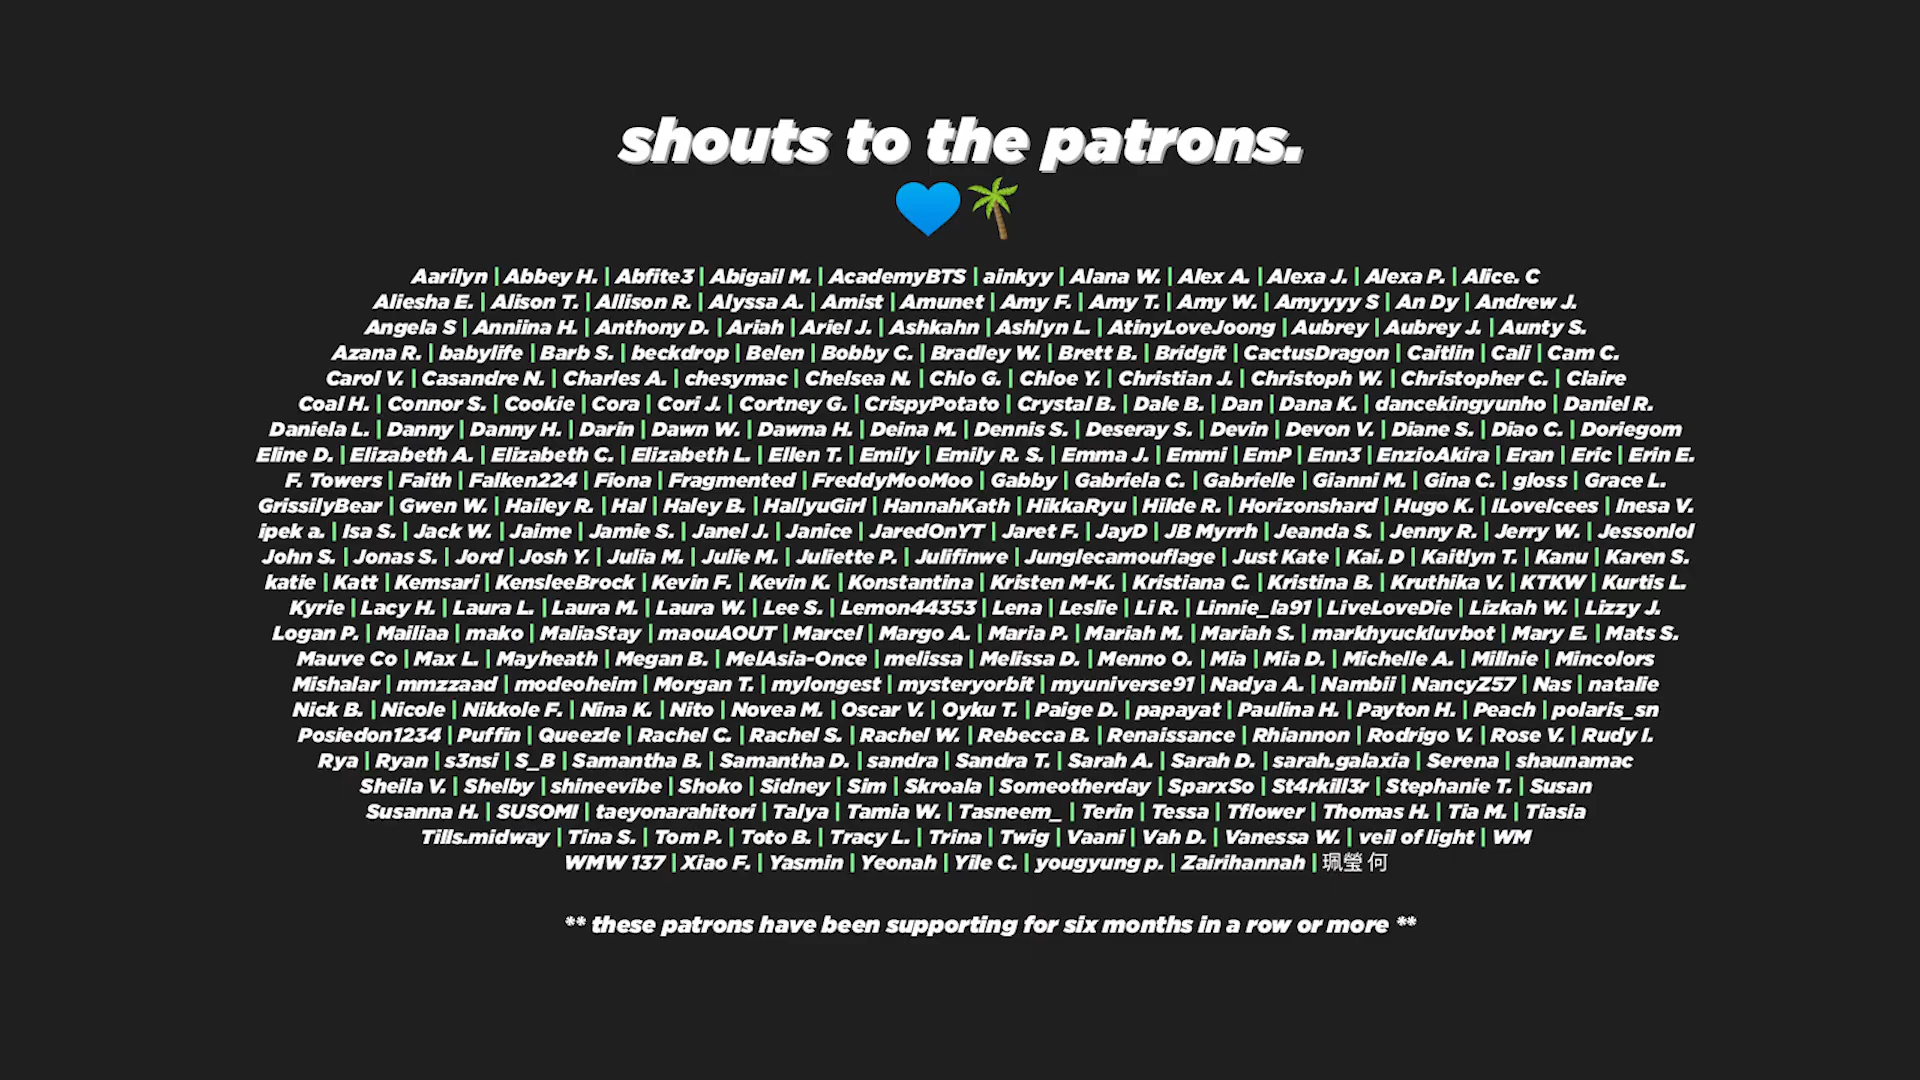 shouts to the patrons.
💙🌴
Aarilyn | Abbey H. | Abfite3 | Abigail M. | AcademyBTS | ainkyy | Alana W. | Alex A. | Alexa J. | Alexa P. | Alice. C
Aliesha E. | Alison T. | Allison R. | Alyssa A. | Amist | Amunet | Amy F. | Amy T. | Amy W. | Amyyyy S | An Dy | Andrew J.
Angela S | Anniina H. | Anthony D. | Ariah | Ariel J. | Ashkahn | Ashlyn L. | AtinyLoveJoong | Aubrey | Aubrey J. | Aunty S.
Azana R. | babylife | Barb S. | beckdrop | Belen | Bobby C. | Bradley W. | Brett B. | Bridgit | CactusDragon | Caitlin | Cali | Cam C.
Carol V. | Casandre N. | Charles A. | chesymac | Chelsea N. | Chlo G. | Chloe Y. | Christian J. | Christoph W. | Christopher C. | Claire
Coal H. | Connor S. | Cookie | Cora | Cori J. | Cortney G. | CrispyPotato | Crystal B. | Dale B. | Dan | Dana K. | dancekingyunho | Daniel R.
Daniela L. | Danny | Danny H. | Darin | Dawn W. | Dawna H. | Deina M. | Dennis S. | Deseray S. | Devin | Devon V. | Diane S. | Diao C. | Doriegom
Eline D. | Elizabeth A. | Elizabeth C. | Elizabeth L. | Ellen T. | Emily | Emily R. S. | Emma J. | Emmi | EmP | Enn3 | EnzioAkira | Eran | Eric | Erin E.
F. Towers | Faith | Falken224 | Fiona | Fragmented | FreddyMooMoo | Gabby | Gabriela C. | Gabrielle | Gianni M. | Gina C. | gloss | Grace L.
GrissilyBear | Gwen W. | Hailey R. | Hal | Haley B. | HallyuGirl | HannahKath | HikkaRyu | Hilde R. | Horizonshard | Hugo K. | ILoveIcees | Inesa V.
ipek a. | Isa S. | Jack W. | Jaime | Jamie S. | Janel J. | Janice | JaredOnYT | Jaret F. | JayD | JB Myrrh | Jeanda S. | Jenny R. | Jerry W. | Jessonlol
John S. | Jonas S. | Jord | Josh Y. | Julia M. | Julie M. | Juliette P. | Julifinwe | Junglecamouflage | Just Kate | Kai. D | Kaitlyn T. | Kanu | Karen S.
katie | Katt | Kemsari | KensleeBrock | Kevin F. | Kevin K. | Konstantina | Kristen M-K. | Kristiana C. | Kristina B. | Kruthika V. | KTKW | Kurtis L.
Kyrie | Lacy H. | Laura L. | Laura M. | Laura W. | Lee S. | Lemon44353 | Lena | Leslie | Li R. | Linnie_la91 | LiveLoveDie | Lizkah W. | Lizzy J.
Logan P. | Mailiaa | mako | MaliaStay | maouAOUT | Marcel | Margo A. | Maria P. | Mariah M. | Mariah S. | markhyuckluvbot | Mary E. | Mats S.
Mauve Co | Max L. | Mayheath | Megan B. | MelAsia-Once | melissa | Melissa D. | Menno O. | Mia | Mia D. | Michelle A. | Millnie | Mincolors
Mishalar | mmzzaad | modeoheim | Morgan T. | mylongest | mysteryorbit | myuniverse91 | Nadya A. | Nambii | NancyZ57 | Nas | natalie
Nick B. | Nicole | Nikkole F. | Nina K. | Nito | Novea M. | Oscar V. | Oyku T. | Paige D. | papayat | Paulina H. | Payton H. | Peach | polaris_sn
Posiedon1234 | Puffin | Queezle | Rachel C. | Rachel S. | Rachel W. | Rebecca B. | Renaissance | Rhiannon | Rodrigo V. | Rose V. | Rudy I.
Rya | Ryan | s3nsi | S_B | Samantha B. | Samantha D. | sandra | Sandra T. | Sarah A. | Sarah D. | sarah.galaxia | Serena | shaunamac
Sheila V. | Shelby | shineevibe | Shoko | Sidney | Sim | Skroala | Someotherday | SparxSo | St4rkill3r | Stephanie T. | Susan
Susanna H. | SUSOMI | taeyonarahitori | Talya | Tamia W. | Tasneem_ | Terin | Tessa | Tflower | Thomas H. | Tia M. | Tiasia
Tills.midway | Tina S. | Tom P. | Toto B. | Tracy L. | Trina | Twig | Vaani | Vah D. | Vanessa W. | veil of light | WM
WMW 137 | Xiao F. | Yasmin | Yeonah | Yile C. | yougyung p. | Zairihannah | 珮瑩 何
** these patrons have been supporting for six months in a row or more **